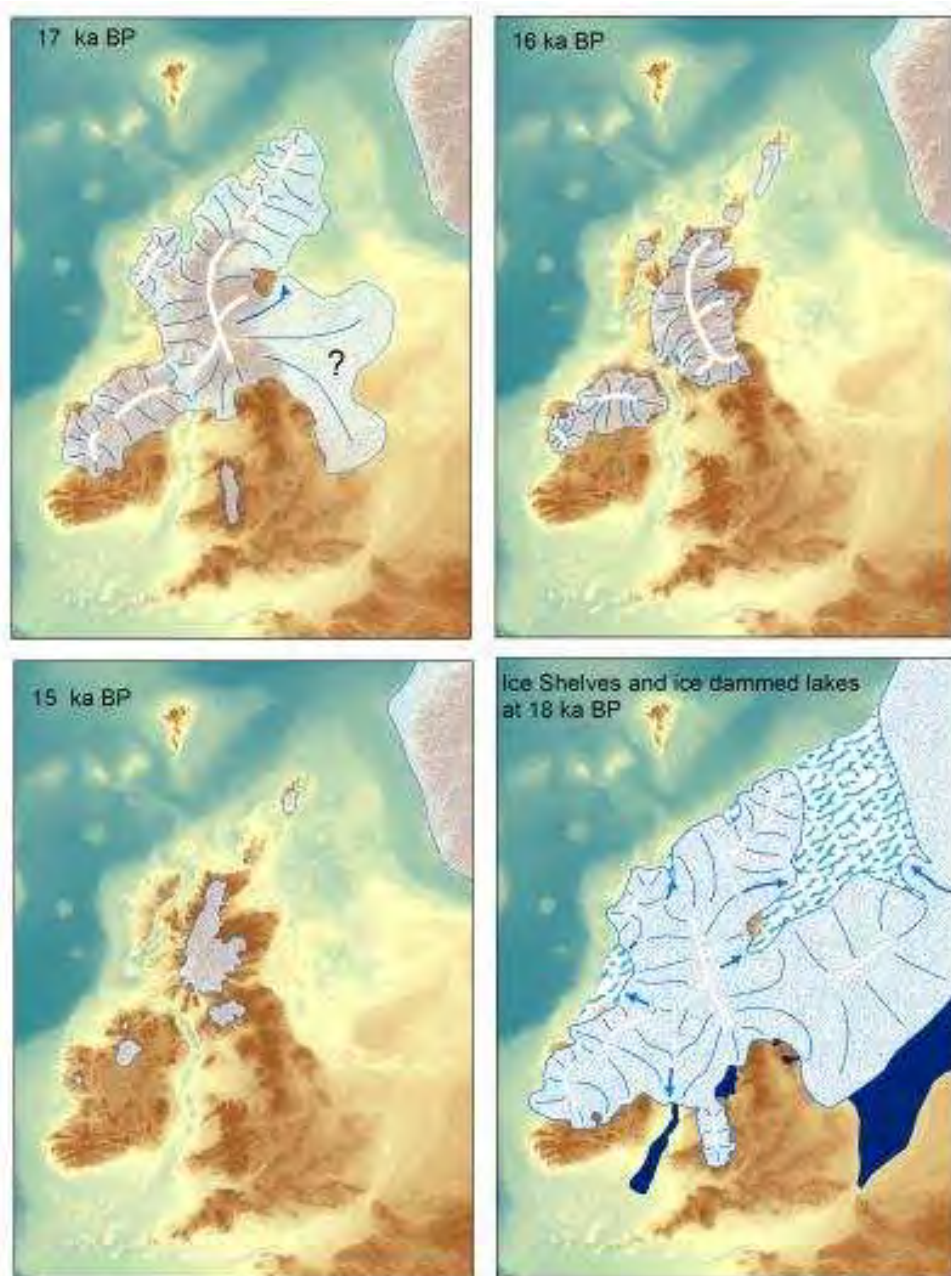 17 ka BP
16 ka BP
?
15 ka BP
Ice Shelves and ice dammed lakes
at 18 ka BP